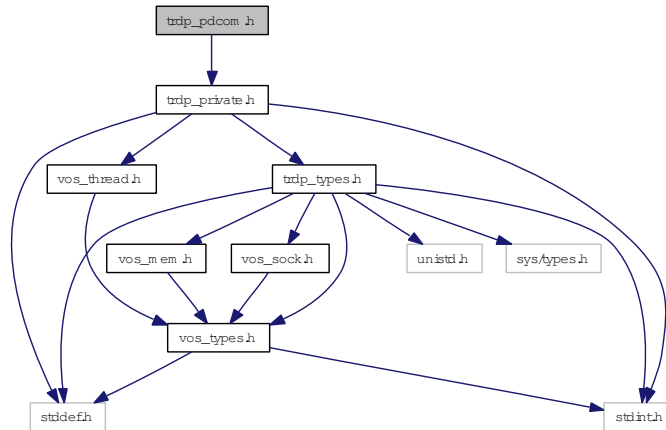 trdp_pdcom.h
trdp_private.h
vos_thread.h
trdp_types.h
vos_mem.h
vos_sock.h
unistd.h
sys/types.h
vos_types.h
stddef.h
stdint.h